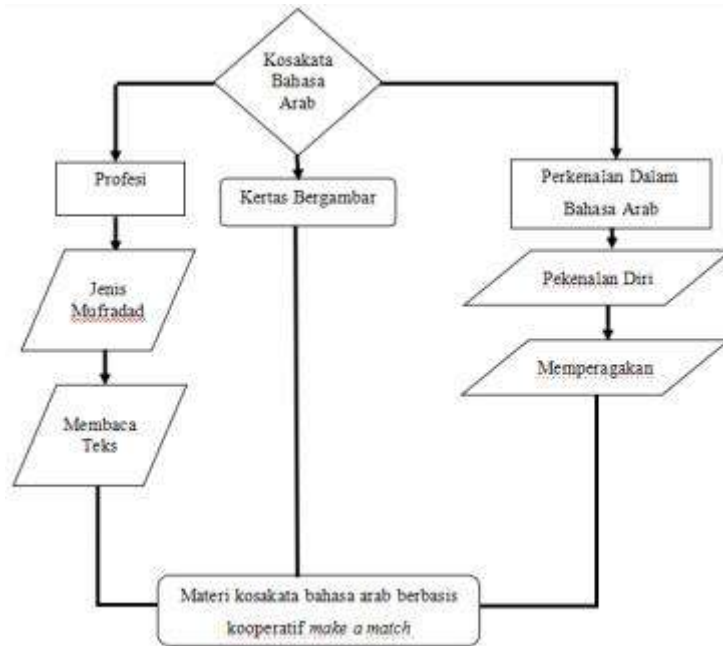 Kosakata
Bahasa
Arab
Profesi
Kertas Bergambar
Perkenalan Dalam
Bahasa Arab
Jenis
Mufradad
Pekenalan Diri
Membaca
Teks
Memperagakan
Materi kosakata bahasa arab berbasis
kooperatif make a match